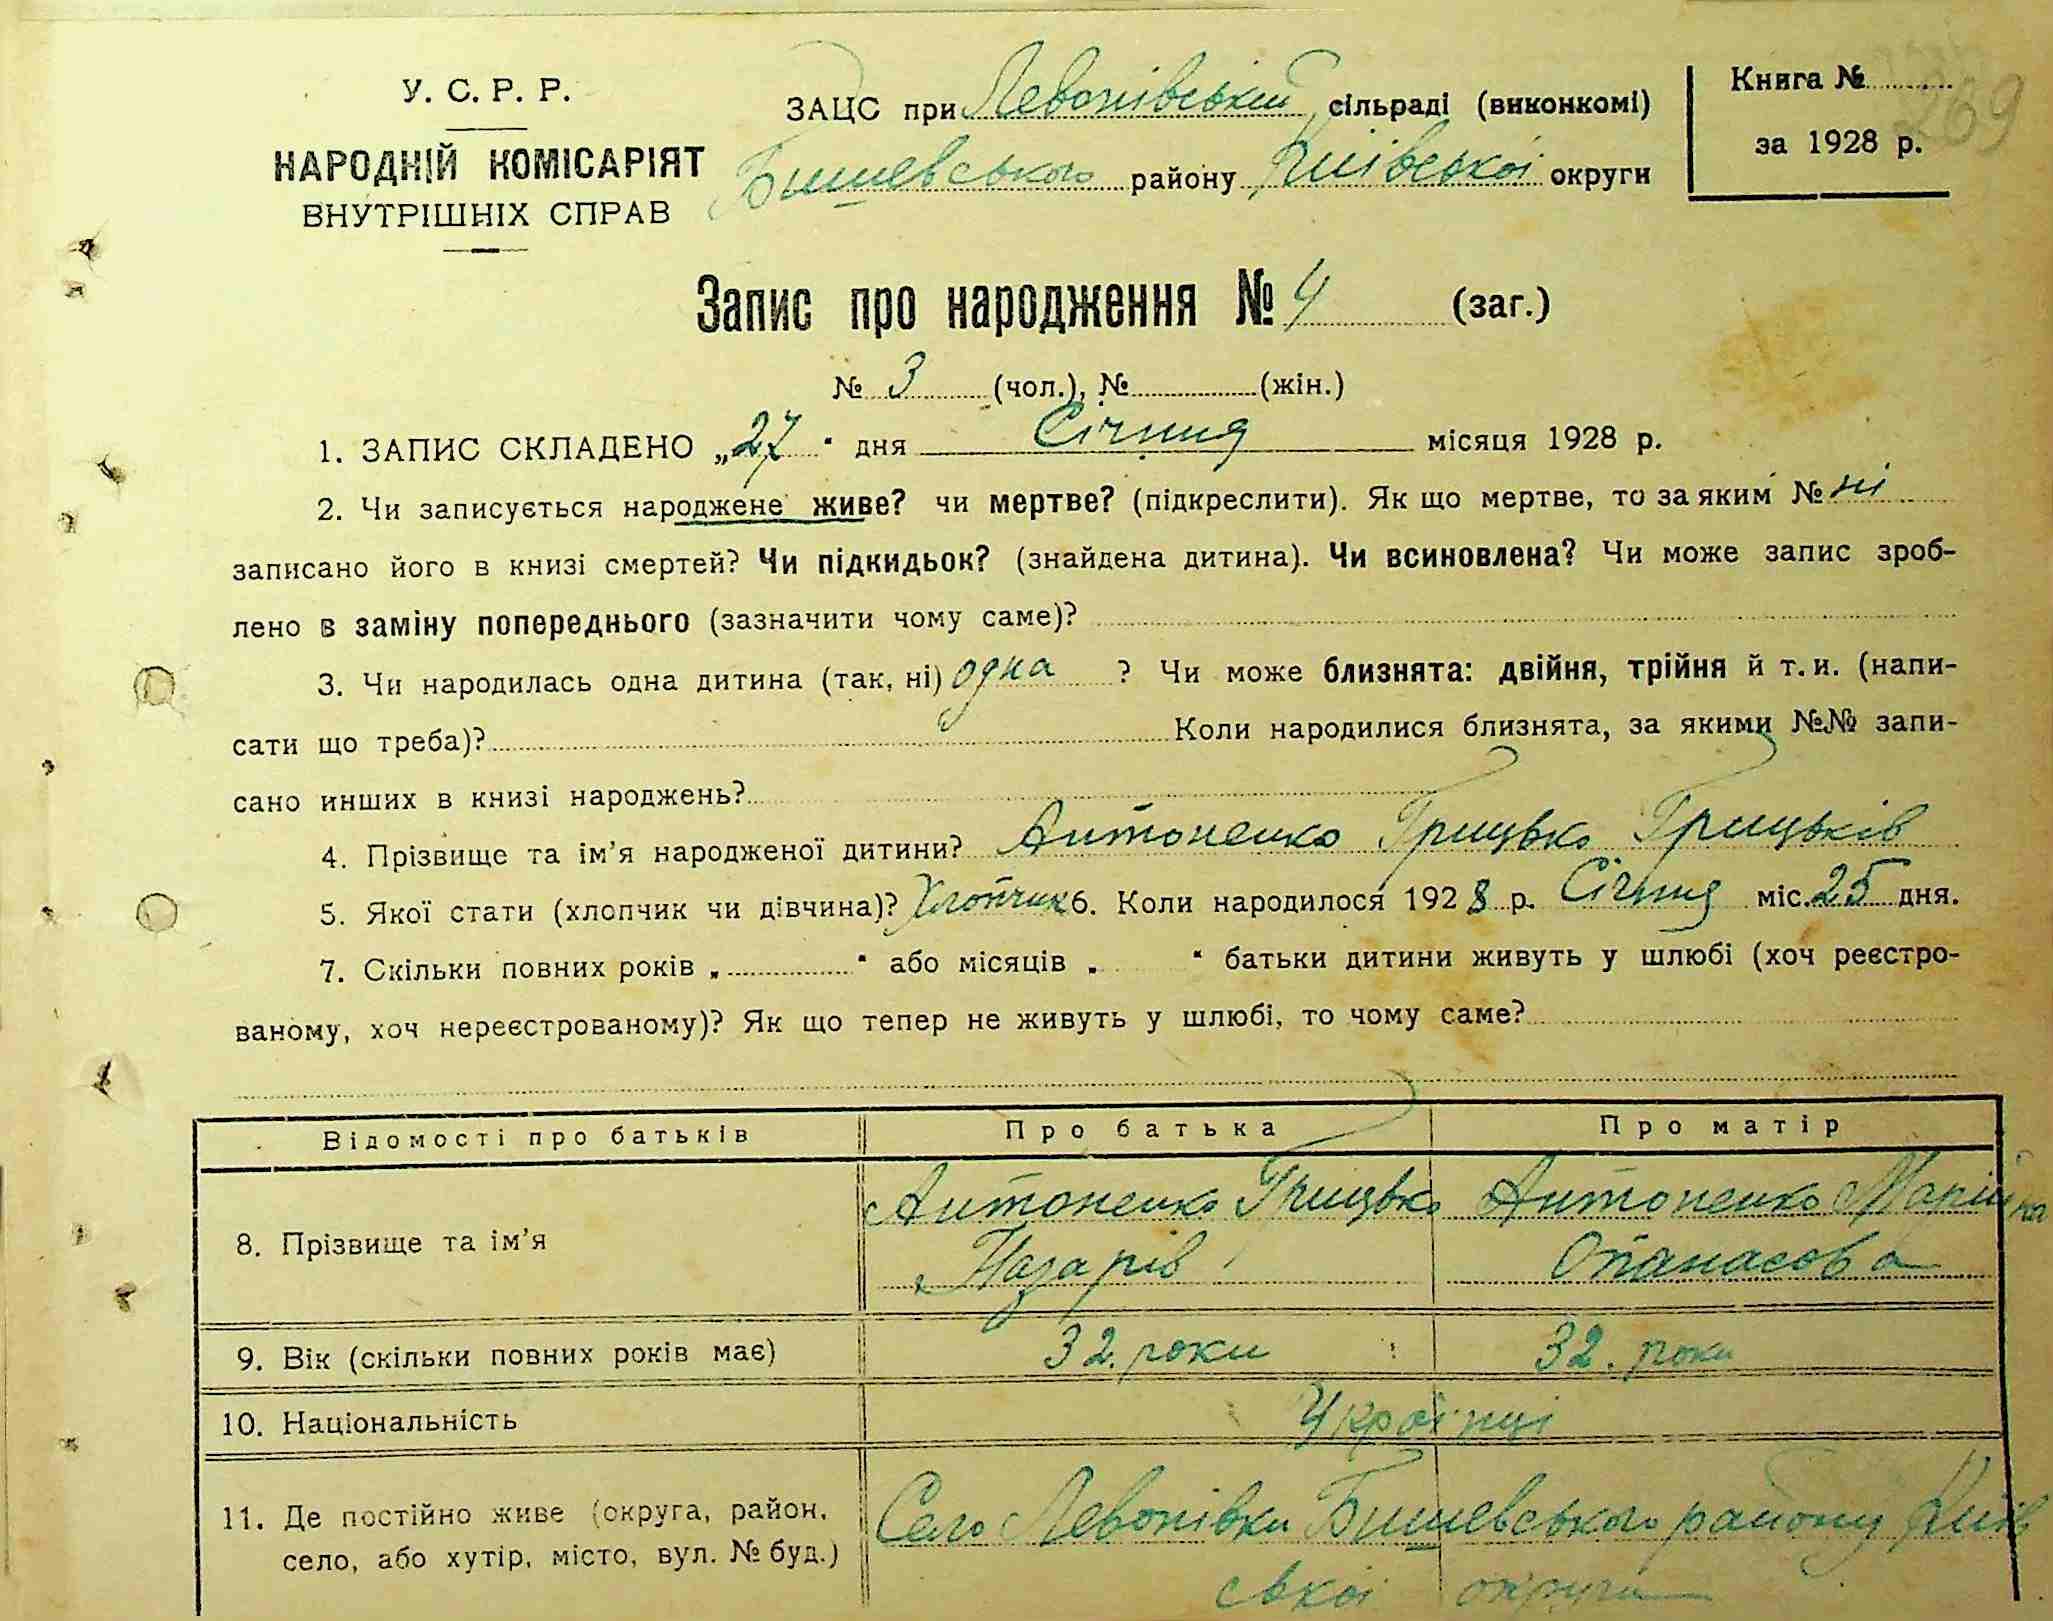 У. С. Р. Р.
НАРОДНІЙ КОМІСАРІЯТ
ВНУТРІШНІХ СПРАВ
ЗАЦС при Левонівській сільраді (виконкомі)
Бишевського району Київської округи
Книга №
269
за 1928 р.
Запис про народження № 4 (заг.)
№ 3 (чол.), № (жін.)
1. ЗАПИС СКЛАДЕНО „27“ дня Січня місяця 1928 р.
2. Чи записується народжене живе? чи мертве? (підкреслити). Як що мертве, то за яким № ні
записано його в книзі смертей? Чи підкидьок? (знайдена дитина). Чи всиновлена? Чи може запис зроб-
лено в заміну попереднього (зазначити чому саме)?
3. Чи народилась одна дитина (так, ні) одна ? Чи може близнята: двійня, трійня й т. и. (напи-
сати що треба)? Коли народилися близнята, за якими №№ запи-
сано инших в книзі народжень?
4. Прізвище та ім'я народженої дитини? Антоненко Грицько Грицьків
5. Якої стати (хлопчик чи дівчина)? Хлопчик 6. Коли народилося 1928 р. Січня міс. 25 дня.
7. Скільки повних років „ “ або місяців „ “ батьки дитини живуть у шлюбі (хоч реєстро-
ваному, хоч нереєстрованому)? Як що тепер не живуть у шлюбі, то чому саме?
Відомості про батьків Про батька Про матір
8. Прізвище та ім'я Антоненко Грицько Назарів Антоненко Марійна Опанасова
9. Вік (скільки повних років має) 32. роки 32. роки
10. Національність Українці
11. Де постійно живе (округа, район, Село Левонівки Бишевського району Київ
село, або хутір, місто, вул. № буд.) ської округи